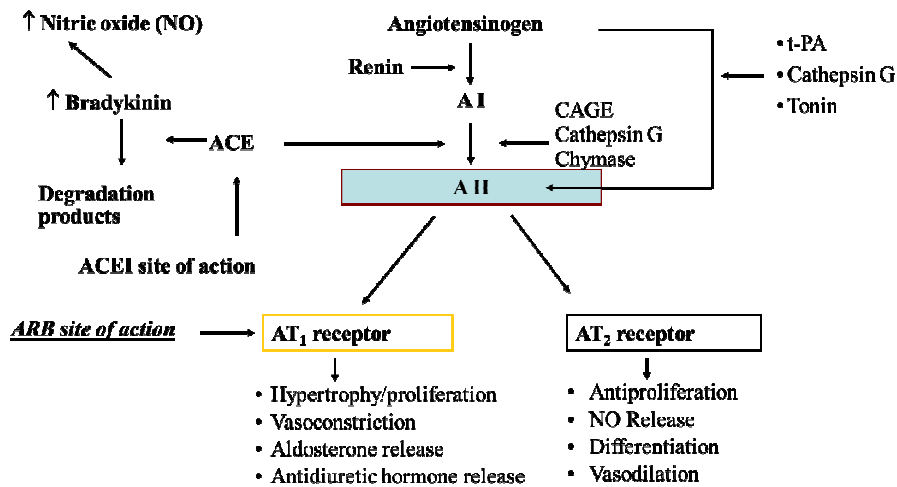 ↑ Nitric oxide (NO)
Angiotensinogen
• t-PA
• Cathepsin G
• Tonin
Renin
↑ Bradykinin
A I
CAGE
Cathepsin G
Chymase
ACE
A II
Degradation
products
ACEI site of action
ARB site of action
AT₁ receptor
AT₂ receptor
• Hypertrophy/proliferation
• Vasoconstriction
• Aldosterone release
• Antidiuretic hormone release
• Antiproliferation
• NO Release
• Differentiation
• Vasodilation